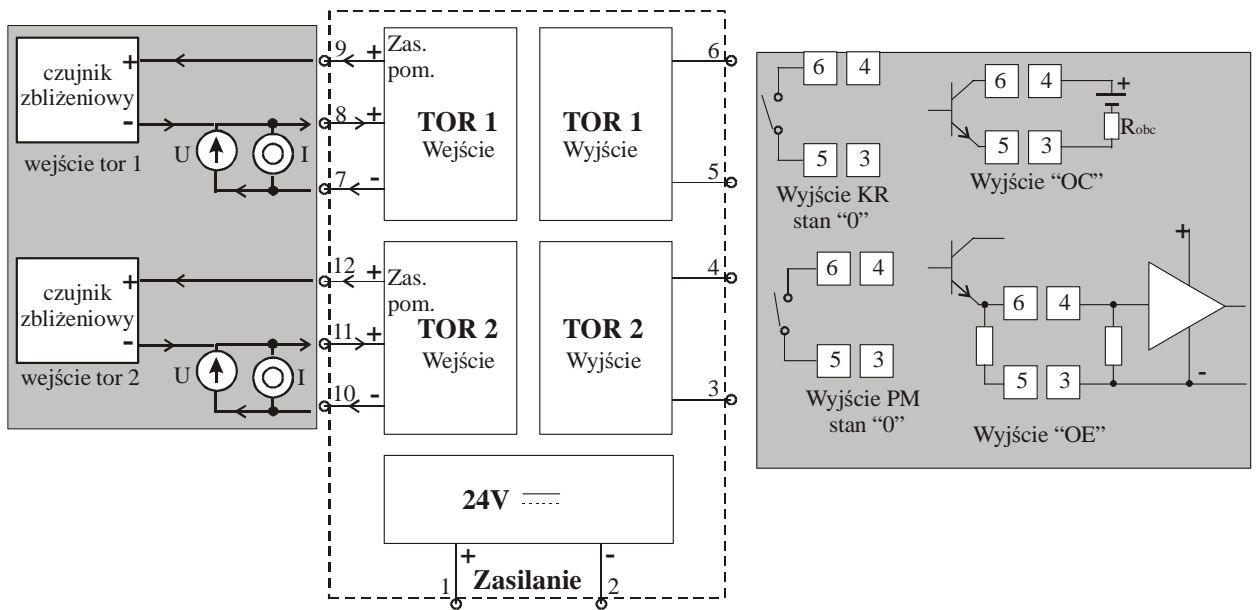 +
czujnik
zbliżeniowy
-
wejście tor 1
U
I
9
+
Zas.
pom.
8
+
7
-
TOR 1
Wejście
TOR 1
Wyjście
6
5
+
czujnik
zbliżeniowy
-
wejście tor 2
U
I
12
+
Zas.
pom.
11
+
10
-
TOR 2
Wejście
TOR 2
Wyjście
4
3
24V
+
-
1
Zasilanie
2
6 4
5 3
Wyjście KR
stan “0”
6 4
+
Robc
5 3
Wyjście “OC”
6 4
5 3
Wyjście PM
stan “0”
+
6 4
5 3
-
Wyjście “OE”